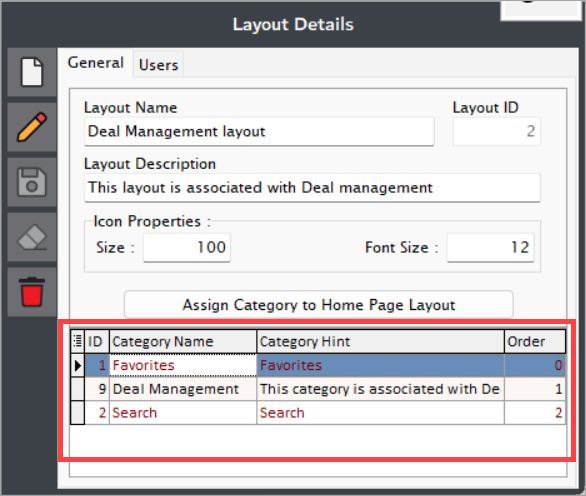 Layout Details
General Users
Layout Name Layout ID
Deal Management layout 2
Layout Description
This layout is associated with Deal management
Icon Properties :
Size : 100 Font Size : 12
Assign Category to Home Page Layout
ID Category Name Category Hint Order
1 Favorites Favorites 0
9 Deal Management This category is associated with De 1
2 Search Search 2